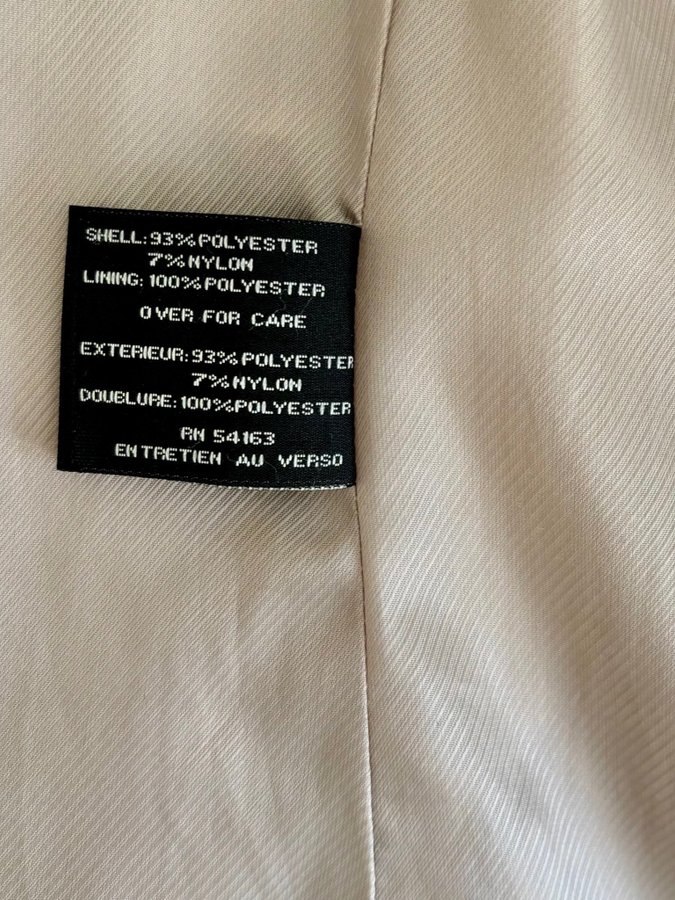 SHELL: 93% POLYESTER
7% NYLON
LINING: 100% POLYESTER
OVER FOR CARE
EXTERIEUR: 93% POLYESTER
7% NYLON
DOUBLURE: 100% POLYESTER
RN 54163
ENTRETIEN AU VERSO